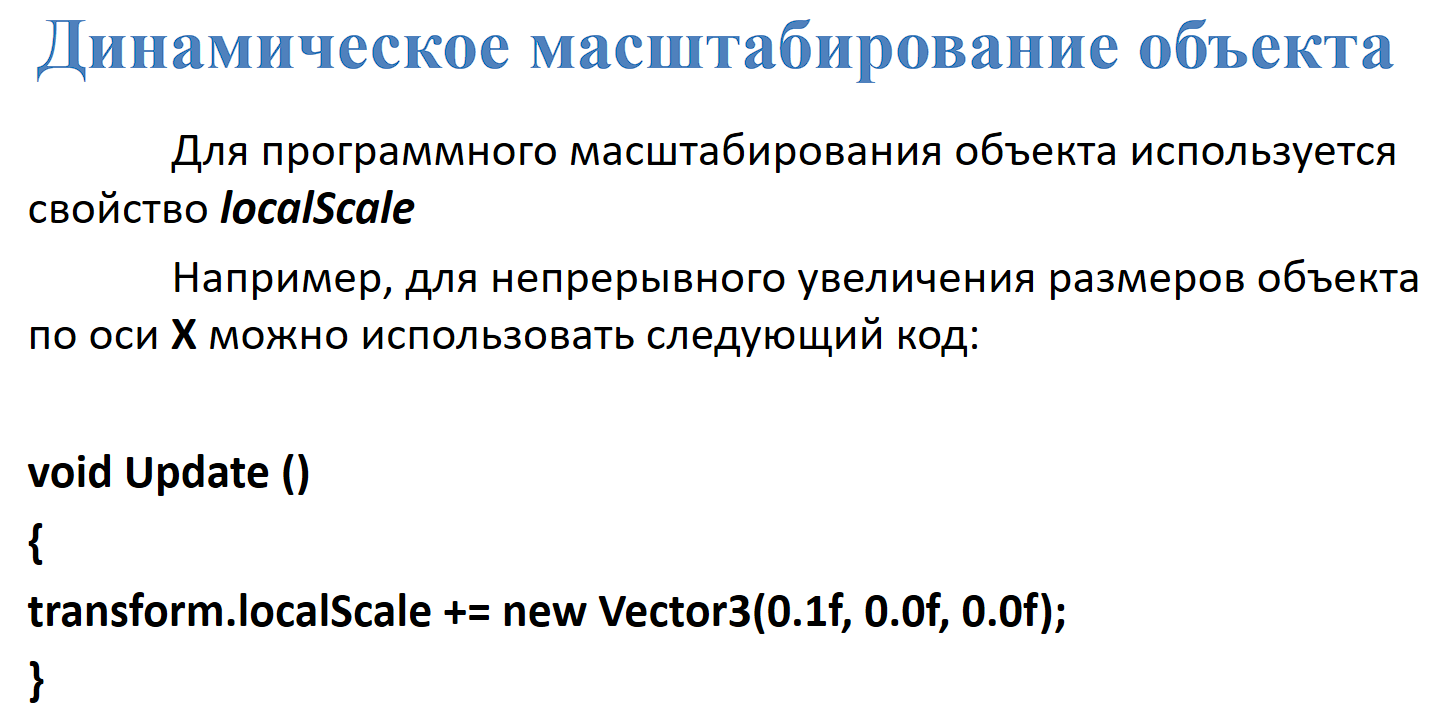 Динамическое масштабирование объекта
Для программного масштабирования объекта используется
свойство localScale
Например, для непрерывного увеличения размеров объекта
по оси X можно использовать следующий код:
void Update ()
{
transform.localScale += new Vector3(0.1f, 0.0f, 0.0f);
}